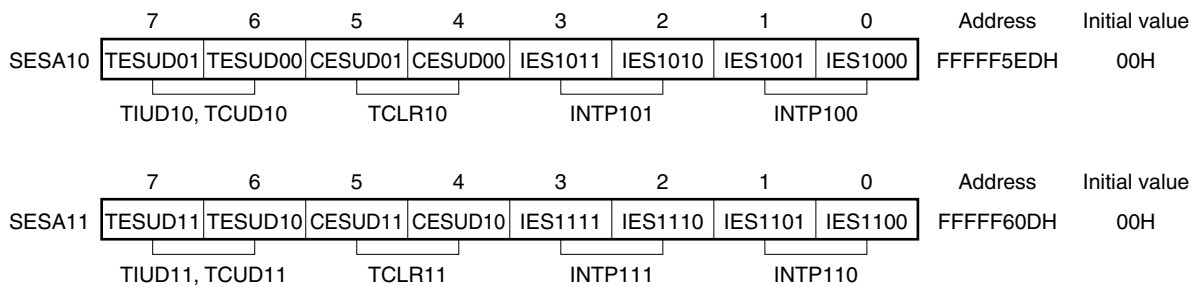 7 6 5 4 3 2 1 0 Address Initial value
SESA10 TESUD01 TESUD00 CESUD01 CESUD00 IES1011 IES1010 IES1001 IES1000 FFFFF5EDH 00H
TIUD10, TCUD10 TCLR10 INTP101 INTP100
7 6 5 4 3 2 1 0 Address Initial value
SESA11 TESUD11 TESUD10 CESUD11 CESUD10 IES1111 IES1110 IES1101 IES1100 FFFFF60DH 00H
TIUD11, TCUD11 TCLR11 INTP111 INTP110